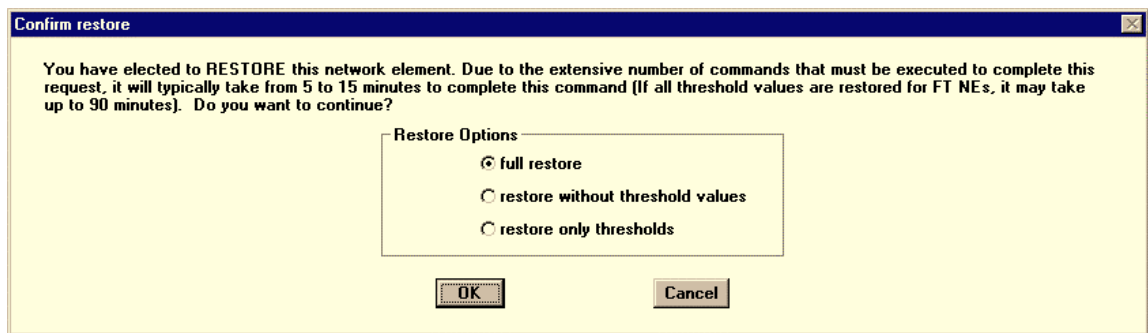 Confirm restore
You have elected to RESTORE this network element. Due to the extensive number of commands that must be executed to complete this
request, it will typically take from 5 to 15 minutes to complete this command (If all threshold values are restored for FT NEs, it may take
up to 90 minutes). Do you want to continue?
Restore Options
full restore
restore without threshold values
restore only thresholds
OK
Cancel